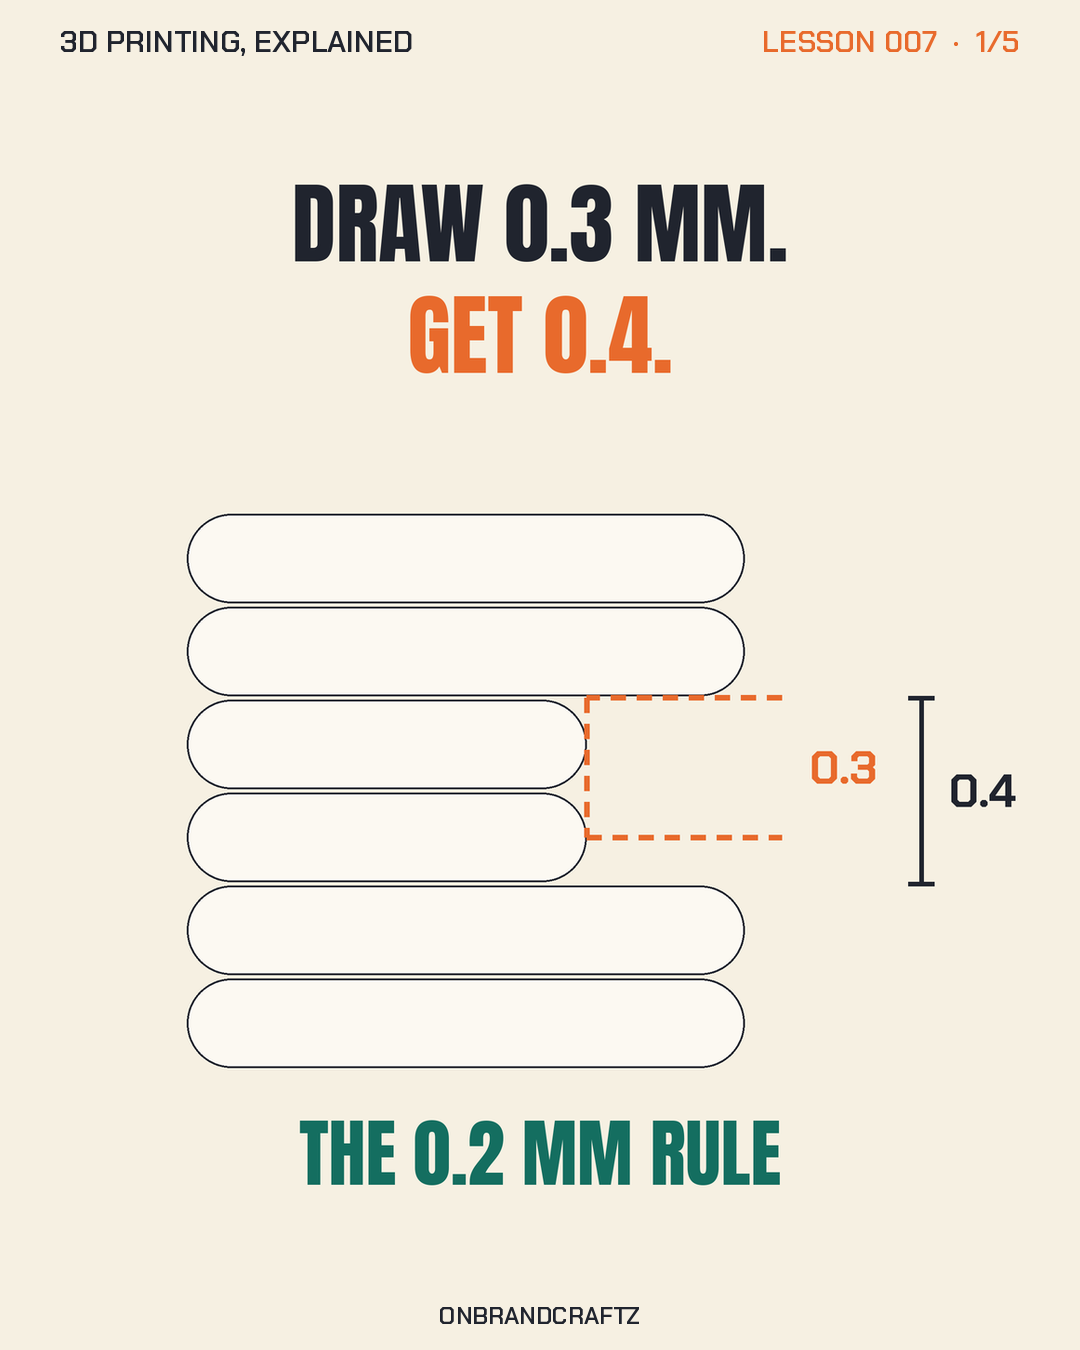 3D PRINTING, EXPLAINED
LESSON 007 · 1/5
DRAW 0.3 MM.
GET 0.4.
0.3
0.4
THE 0.2 MM RULE
ONBRANDCRAFTZ